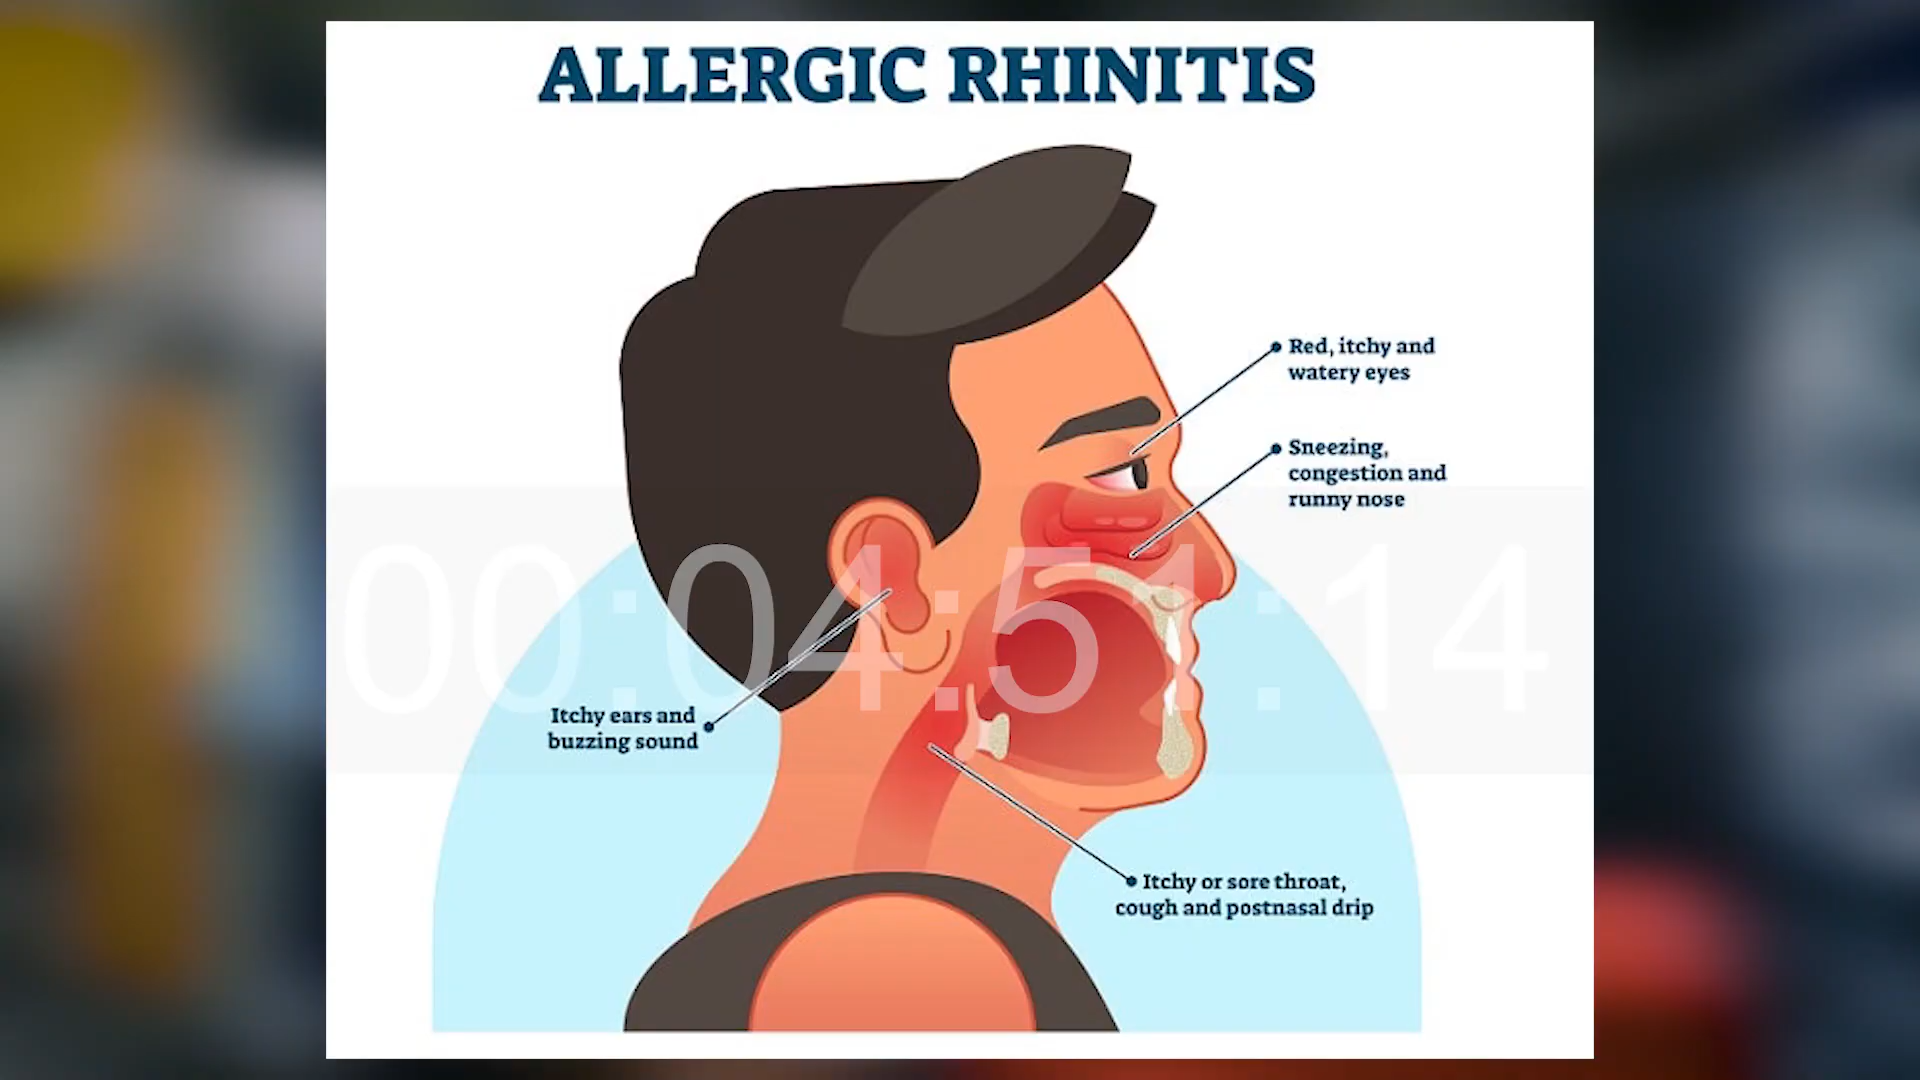 ALLERGIC RHINITIS
Red, itchy and
watery eyes
Sneezing,
congestion and
runny nose
00:04:51:14
Itchy ears and
buzzing sound
Itchy or sore throat,
cough and postnasal drip